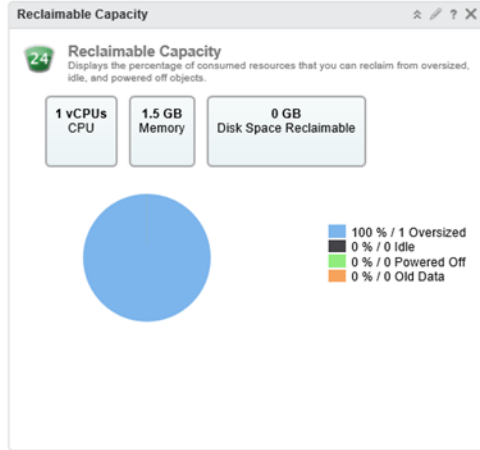 Reclaimable Capacity
?
24
Reclaimable Capacity
Displays the percentage of consumed resources that you can reclaim from oversized,
idle, and powered off objects.
1 vCPUs
CPU
1.5 GB
Memory
0 GB
Disk Space Reclaimable
100 % / 1 Oversized
0 % / 0 Idle
0 % / 0 Powered Off
0 % / 0 Old Data